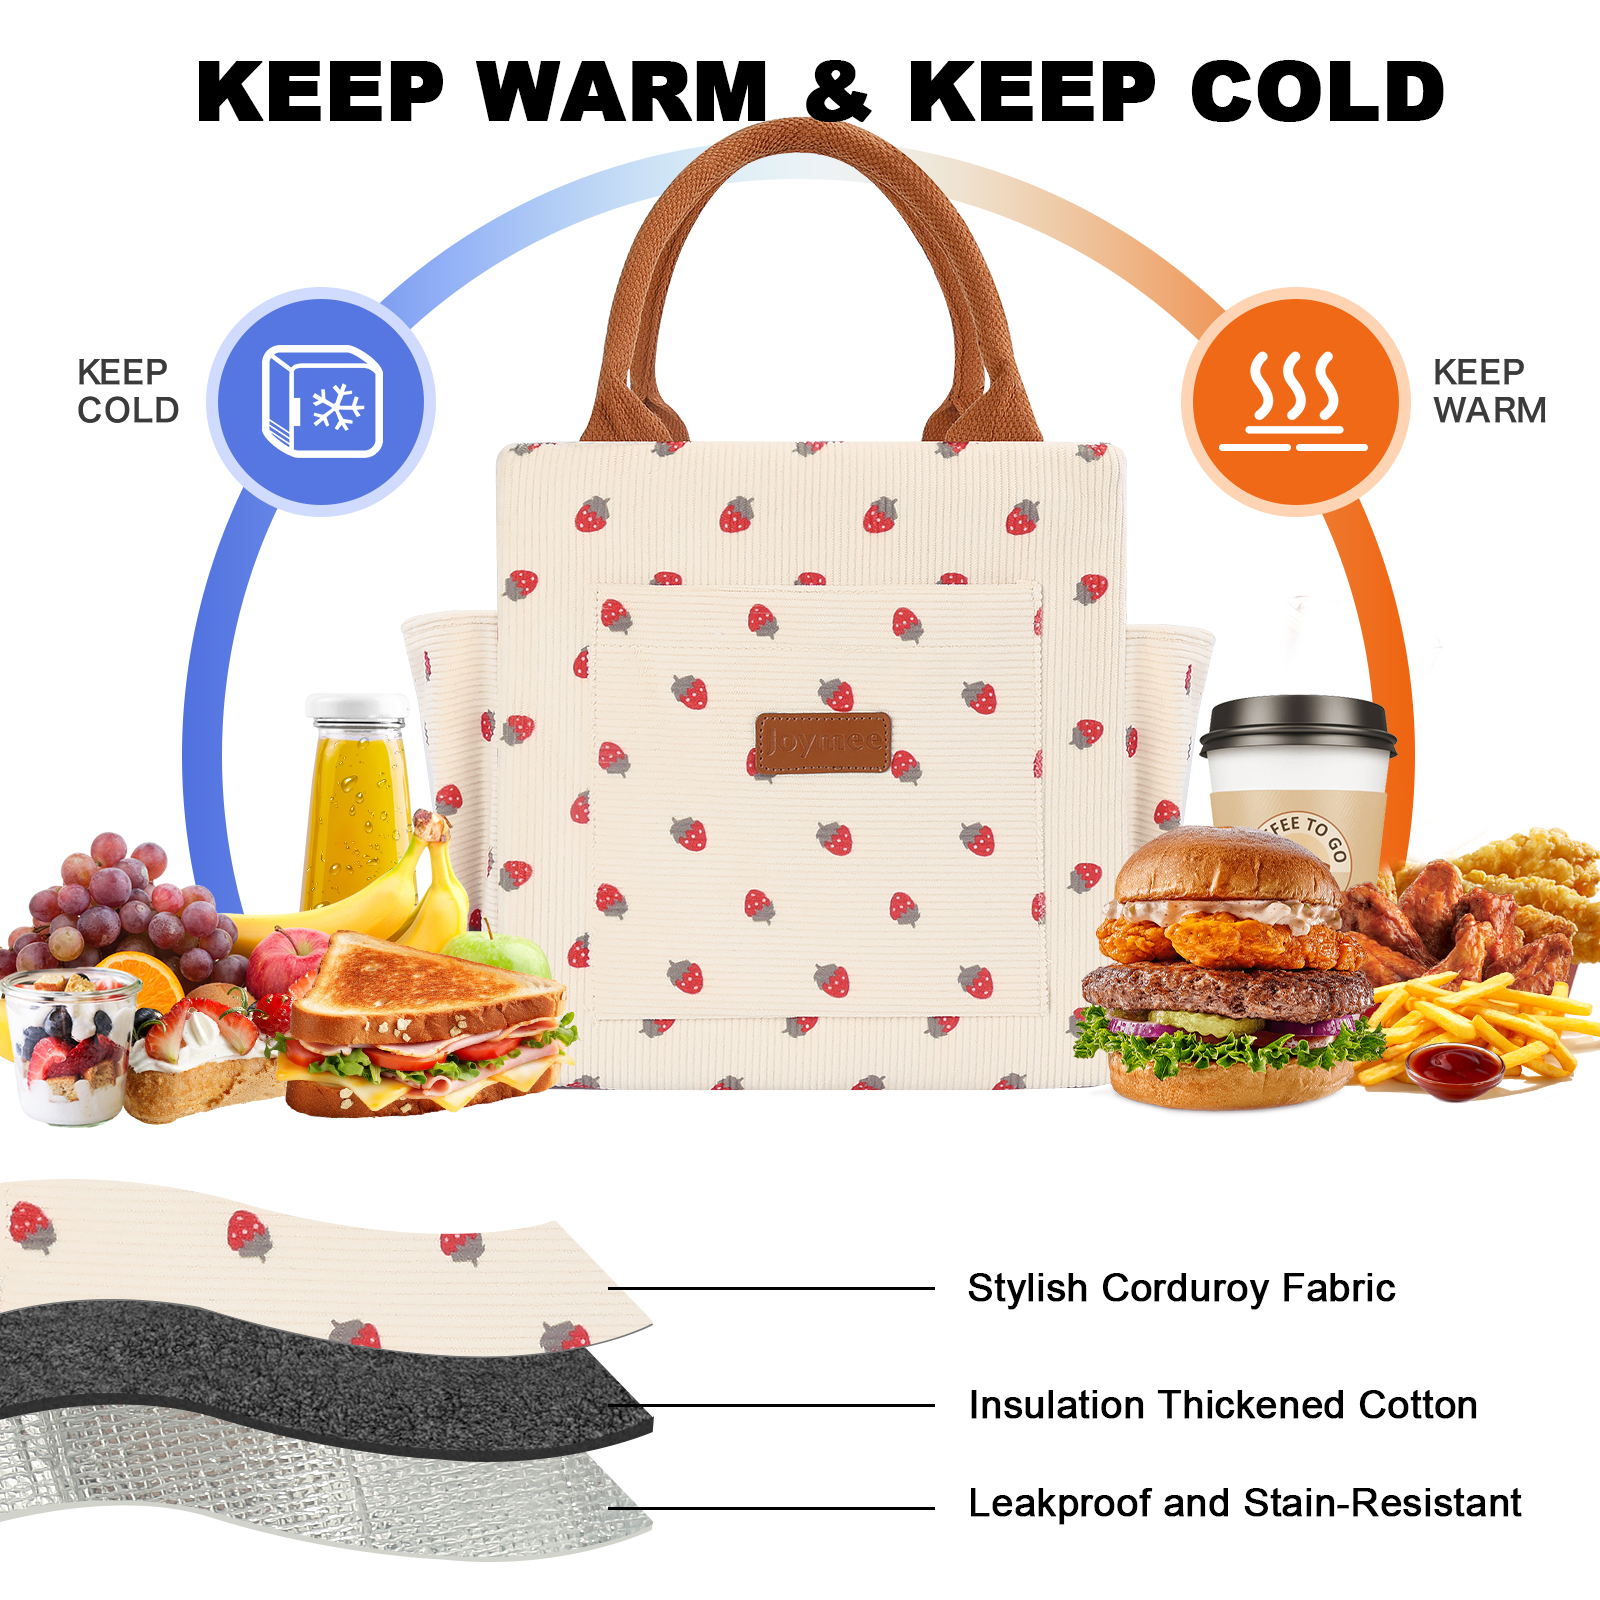 KEEP WARM & KEEP COLD
KEEP
COLD
KEEP
WARM
Joymee
FEE TO GO
Stylish Corduroy Fabric
Insulation Thickened Cotton
Leakproof and Stain-Resistant